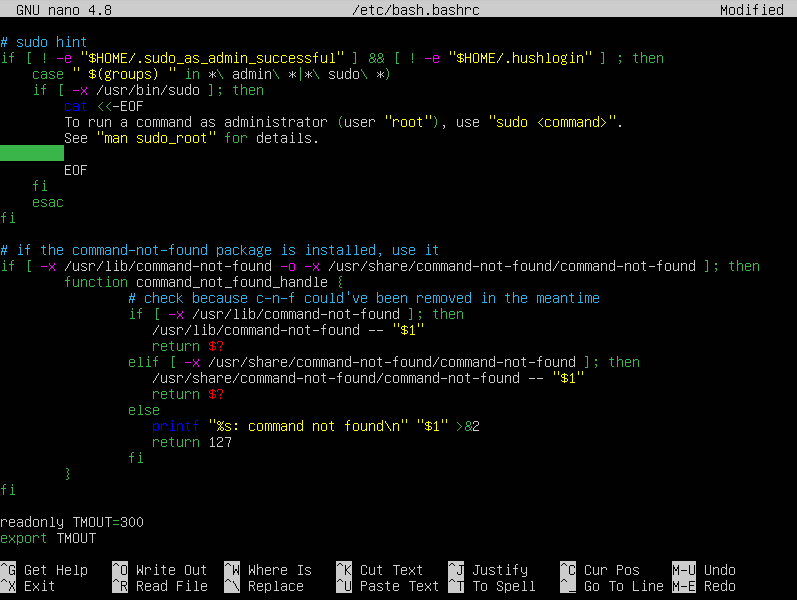 GNU nano 4.8 /etc/bash.bashrc Modified
# sudo hint
if [ ! -e "$HOME/.sudo_as_admin_successful" ] && [ ! -e "$HOME/.hushlogin" ] ; then
case " $(groups) " in *\ admin\ *|*\ sudo\ *)
if [ -x /usr/bin/sudo ]; then
cat <<-EOF
To run a command as administrator (user "root"), use "sudo <command>".
See "man sudo_root" for details.
EOF
fi
esac
fi
# if the command-not-found package is installed, use it
if [ -x /usr/lib/command-not-found -o -x /usr/share/command-not-found/command-not-found ]; then
function command_not_found_handle {
# check because c-n-f could've been removed in the meantime
if [ -x /usr/lib/command-not-found ]; then
/usr/lib/command-not-found -- "$1"
return $?
elif [ -x /usr/share/command-not-found/command-not-found ]; then
/usr/share/command-not-found/command-not-found -- "$1"
return $?
else
printf "%s: command not found\n" "$1" >&2
return 127
fi
}
fi
readonly TMOUT=300
export TMOUT
^G Get Help ^O Write Out ^W Where Is ^K Cut Text ^J Justify ^C Cur Pos M-U Undo
^X Exit ^R Read File ^\ Replace ^U Paste Text ^T To Spell ^_ Go To Line M-E Redo